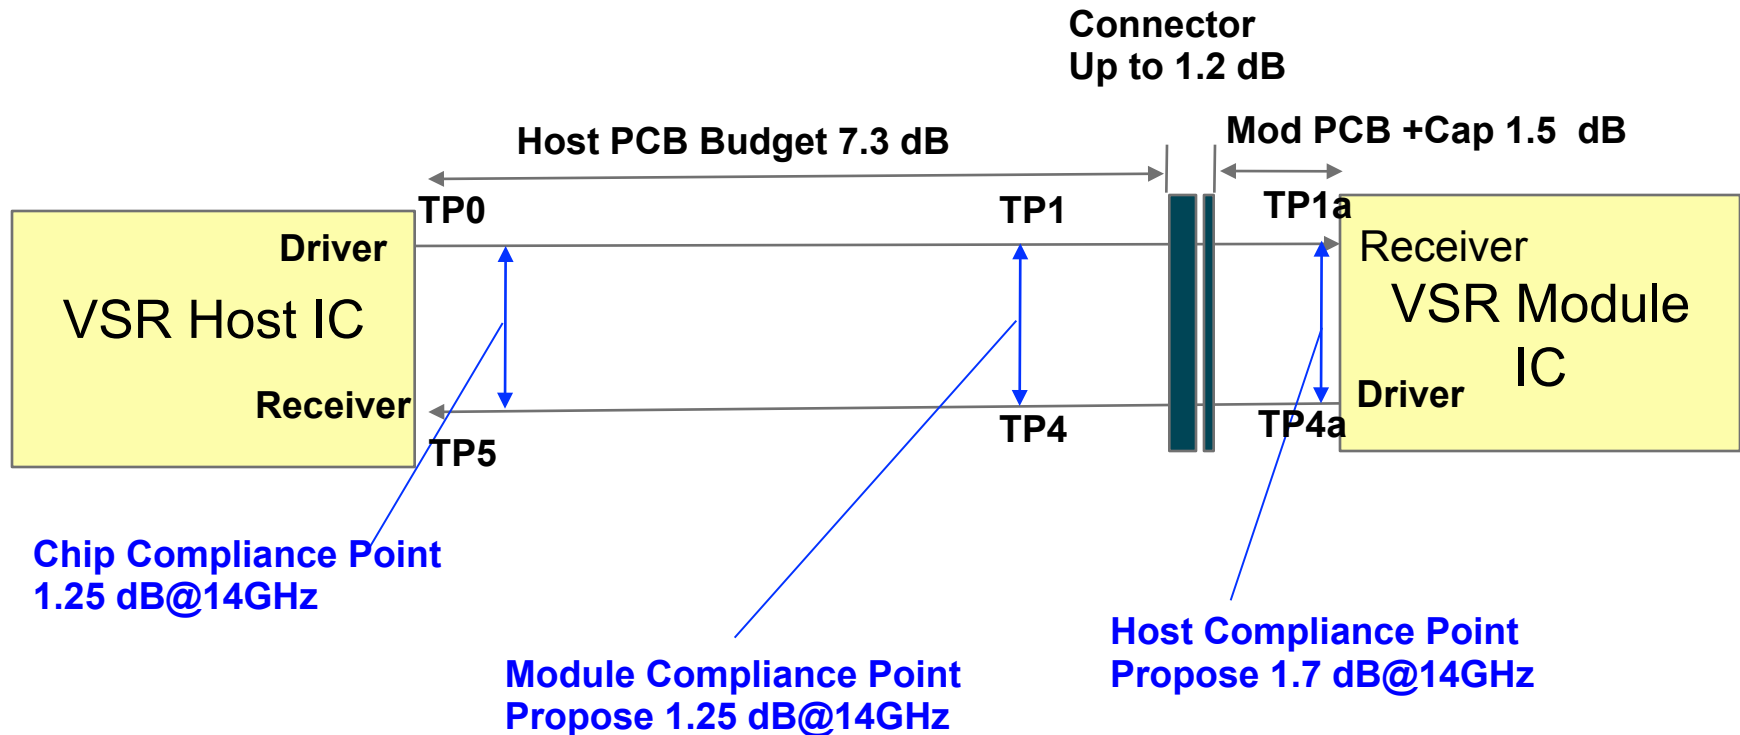 Connector
Up to 1.2 dB
Host PCB Budget 7.3 dB
Mod PCB +Cap 1.5 dB
TP0
TP1
TP1a
Driver
Receiver
VSR Host IC
VSR Module
IC
Receiver
Driver
TP5
TP4
TP4a
Chip Compliance Point
1.25 dB@14GHz
Module Compliance Point
Propose 1.25 dB@14GHz
Host Compliance Point
Propose 1.7 dB@14GHz